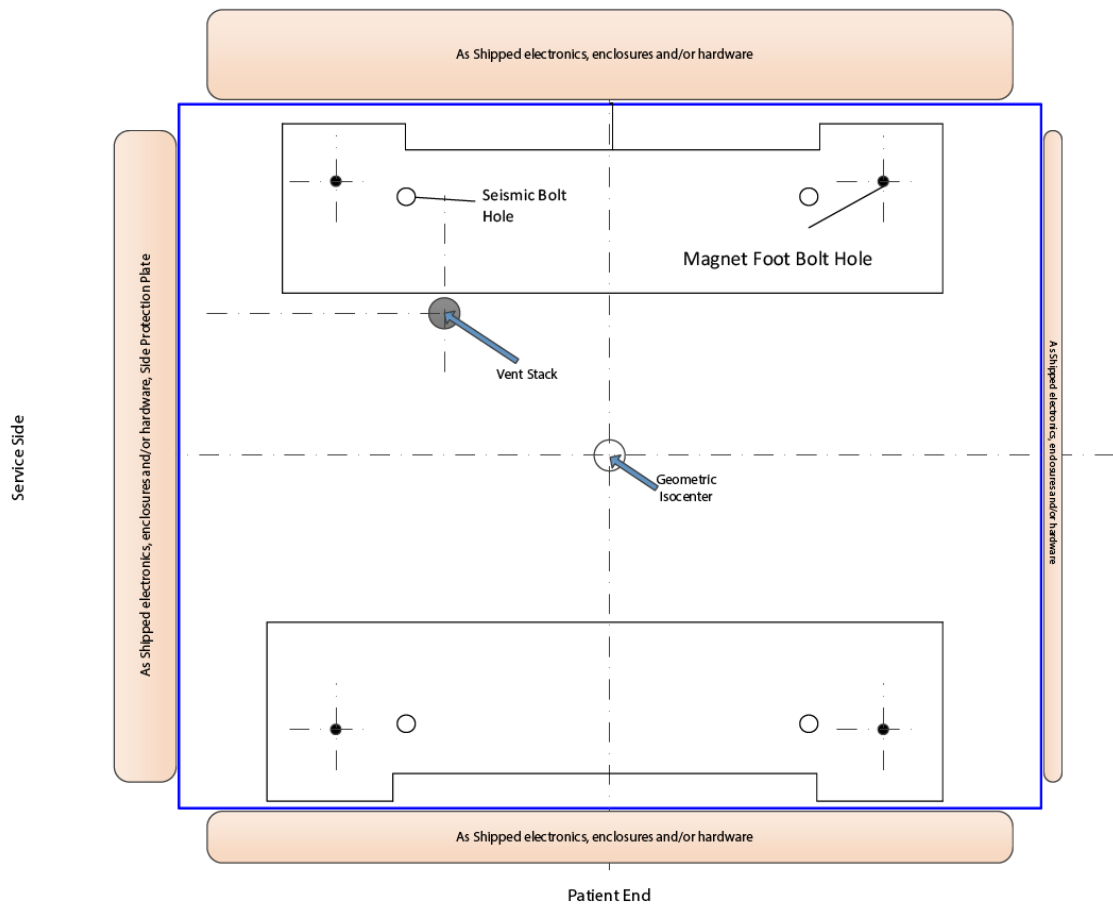 As Shipped electronics, enclosures and/or hardware
Seismic Bolt
Hole
Magnet Foot Bolt Hole
As Shipped electronics, enclosures and/or hardware, Side Protection Plate
Vent Stack
As Shipped electronics, enclosures and/or hardware
Service Side
Geometric
Isocenter
As Shipped electronics, enclosures and/or hardware
Patient End